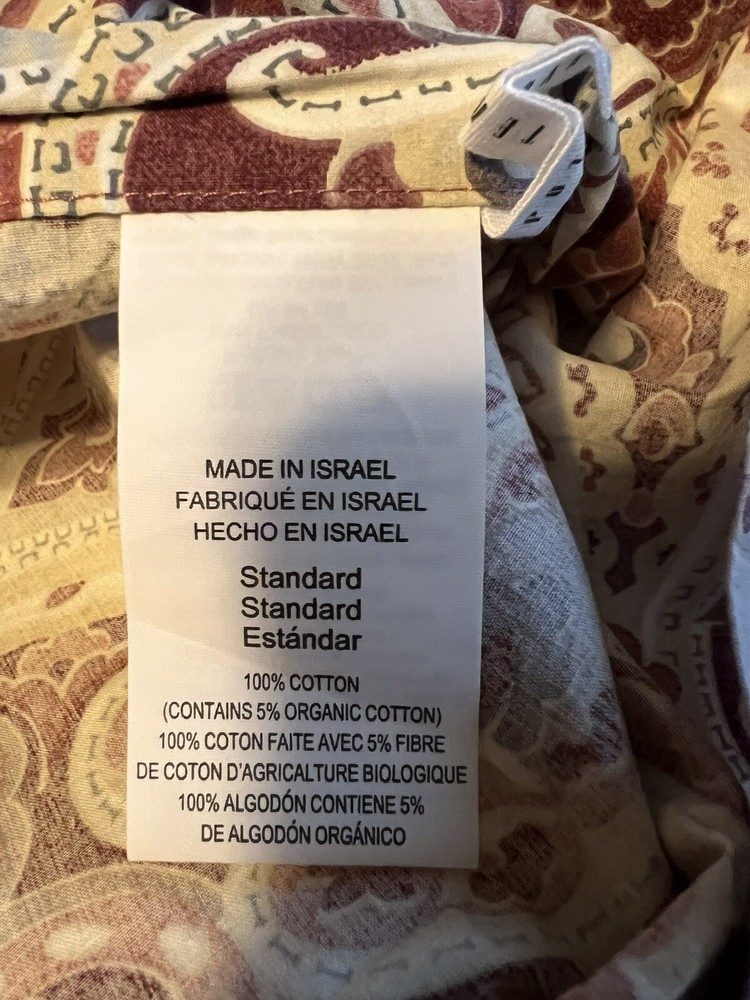 MADE IN ISRAEL
FABRIQUÉ EN ISRAEL
HECHO EN ISRAEL
Standard
Standard
Estándar
100% COTTON
(CONTAINS 5% ORGANIC COTTON)
100% COTON FAITE AVEC 5% FIBRE
DE COTON D'AGRICALTURE BIOLOGIQUE
100% ALGODÓN CONTIENE 5%
DE ALGODÓN ORGÁNICO